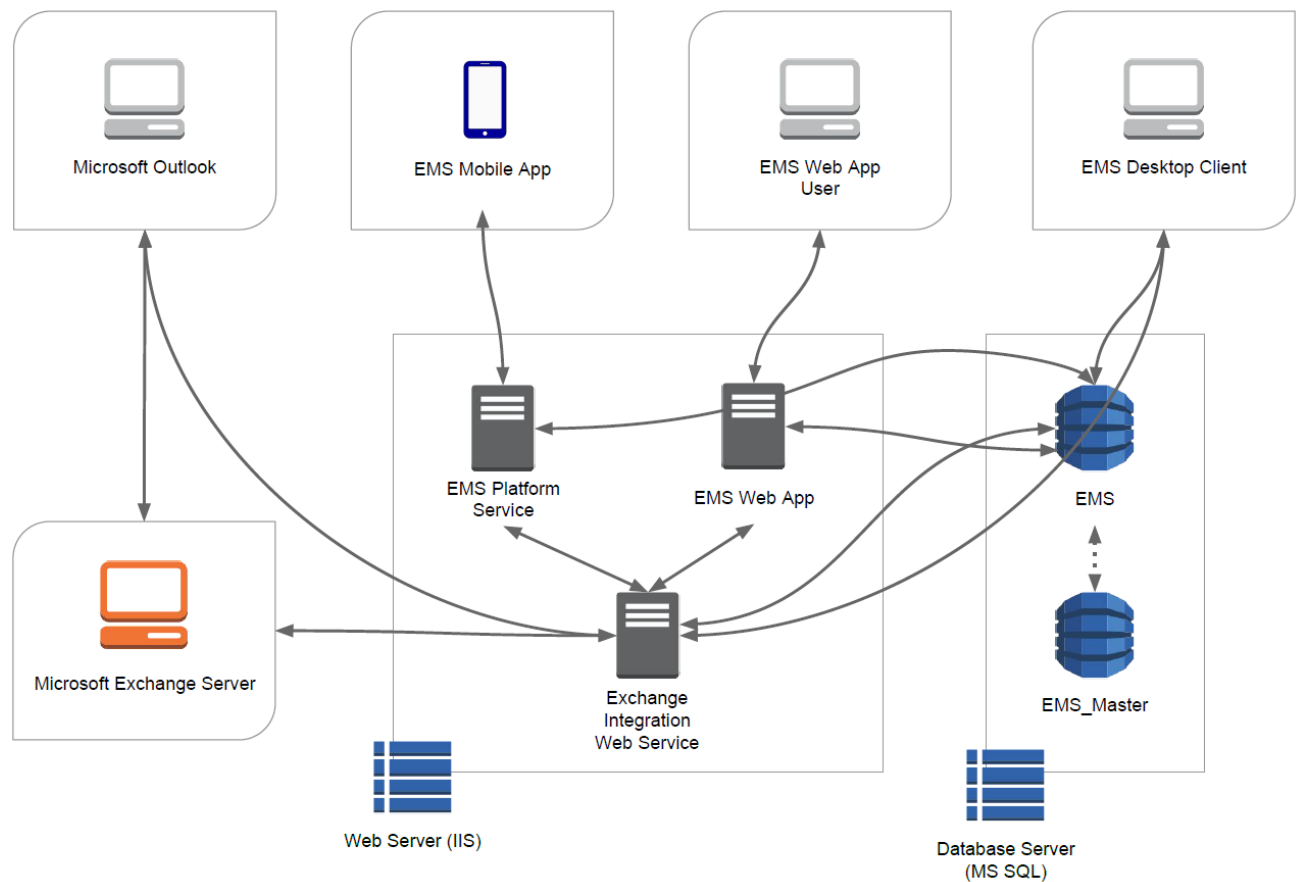 Microsoft Outlook
EMS Mobile App
EMS Web App
User
EMS Desktop Client
EMS Platform
Service
EMS Web App
EMS
Microsoft Exchange Server
Exchange
Integration
Web Service
EMS_Master
Web Server (IIS)
Database Server
(MS SQL)